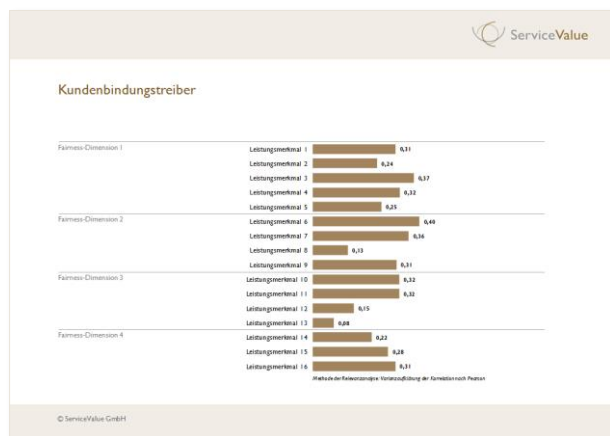 ServiceValue
Kundenbindungstreiber
Fairness-Dimension 1
Leistungsmerkmal 1 0,31
Leistungsmerkmal 2 0,24
Leistungsmerkmal 3 0,37
Leistungsmerkmal 4 0,32
Leistungsmerkmal 5 0,25
Fairness-Dimension 2
Leistungsmerkmal 6 0,40
Leistungsmerkmal 7 0,36
Leistungsmerkmal 8 0,13
Leistungsmerkmal 9 0,31
Fairness-Dimension 3
Leistungsmerkmal 10 0,32
Leistungsmerkmal 11 0,32
Leistungsmerkmal 12 0,15
Leistungsmerkmal 13 0,08
Fairness-Dimension 4
Leistungsmerkmal 14 0,22
Leistungsmerkmal 15 0,28
Leistungsmerkmal 16 0,31
Methode der Relevanzanalyse: Varianzaufklärung der Korrelation nach Pearson
© ServiceValue GmbH